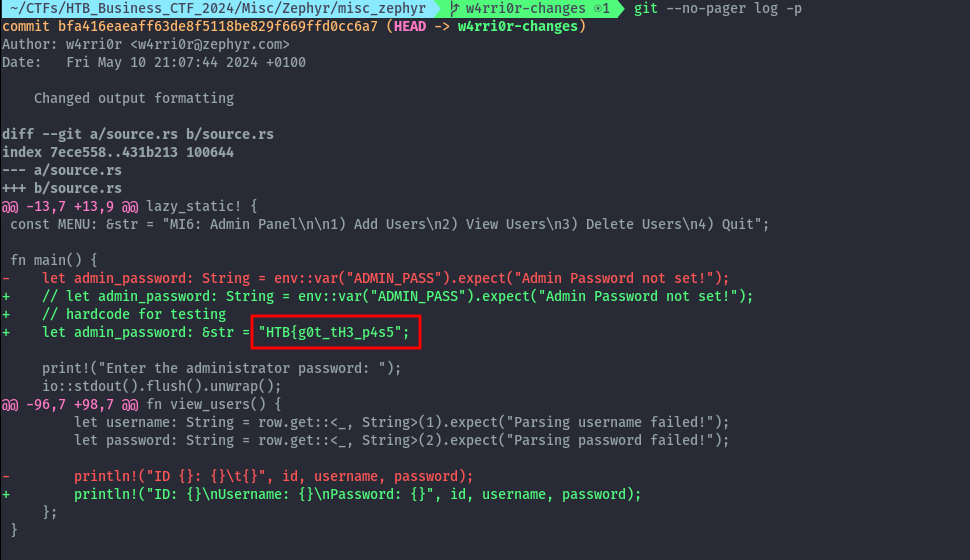 ~/CTFs/HTB_Business_CTF_2024/Misc/Zephyr/misc_zephyr w4rri0r-changes ☉1 git --no-pager log -p
commit bfa416eaeaff63de8f5118be829f669ffd0cc6a7 (HEAD -> w4rri0r-changes)
Author: w4rri0r <w4rri0r@zephyr.com>
Date:   Fri May 10 21:07:44 2024 +0100
    Changed output formatting
diff --git a/source.rs b/source.rs
index 7ece558..431b213 100644
--- a/source.rs
+++ b/source.rs
@@ -13,7 +13,9 @@ lazy_static! {
 const MENU: &str = "MI6: Admin Panel\n\n1) Add Users\n2) View Users\n3) Delete Users\n4) Quit";
 fn main() {
-    let admin_password: String = env::var("ADMIN_PASS").expect("Admin Password not set!");
+    // let admin_password: String = env::var("ADMIN_PASS").expect("Admin Password not set!");
+    // hardcode for testing
+    let admin_password: &str = "HTB{g0t_tH3_p4s5";
     print!("Enter the administrator password: ");
     io::stdout().flush().unwrap();
@@ -96,7 +98,7 @@ fn view_users() {
         let username: String = row.get::<_, String>(1).expect("Parsing username failed!");
         let password: String = row.get::<_, String>(2).expect("Parsing password failed!");
-        println!("ID {}: {}\t{}", id, username, password);
+        println!("ID: {}\nUsername: {}\nPassword: {}", id, username, password);
     };
 }